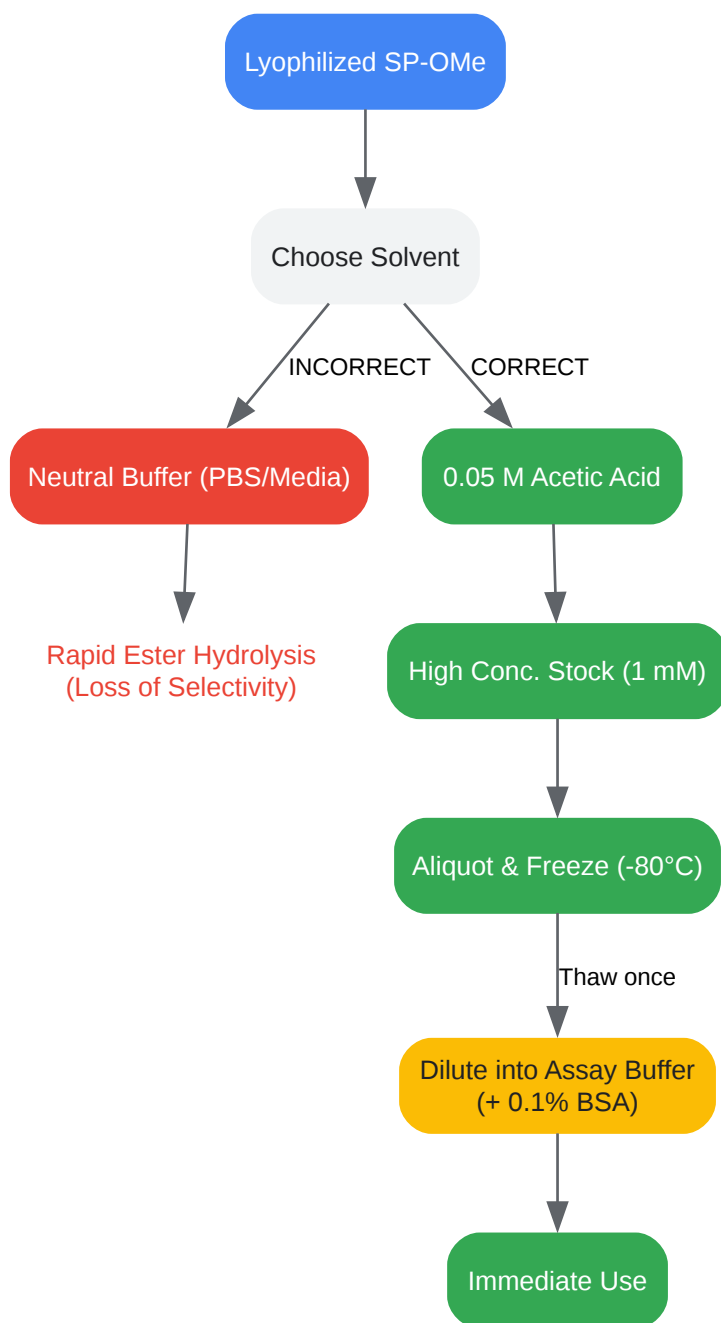 Lyophilized SP-OMe
Choose Solvent
INCORRECT
CORRECT
Neutral Buffer (PBS/Media)
0.05 M Acetic Acid
Rapid Ester Hydrolysis
(Loss of Selectivity)
High Conc. Stock (1 mM)
Aliquot & Freeze (-80°C)
Thaw once
Dilute into Assay Buffer
(+ 0.1% BSA)
Immediate Use